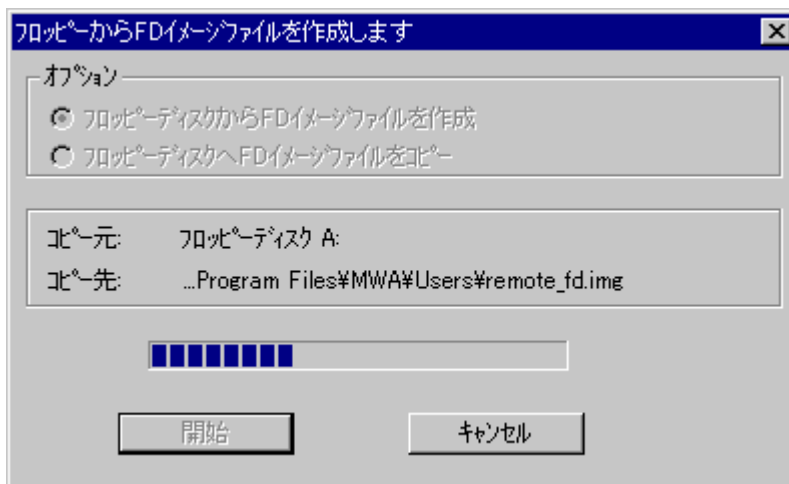 フロッピーからFDイメージファイルを作成します
オプション
フロッピーディスクからFDイメージファイルを作成
フロッピーディスクへFDイメージファイルをコピー
コピー元: フロッピーディスク A:
コピー先: ...Program Files¥MWA¥Users¥remote_fd.img
開始 キャンセル